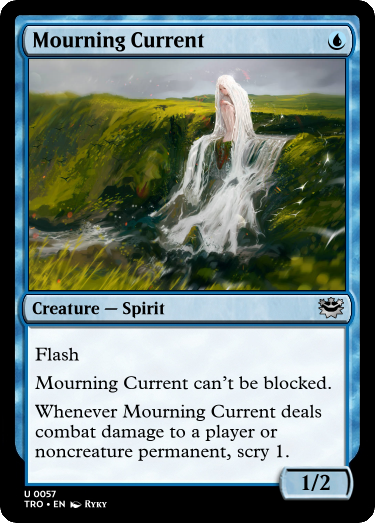 Mourning Current
Creature — Spirit
Flash
Mourning Current can't be blocked.
Whenever Mourning Current deals
combat damage to a player or
noncreature permanent, scry 1.
1/2
U 0057
TRO • EN Ryky